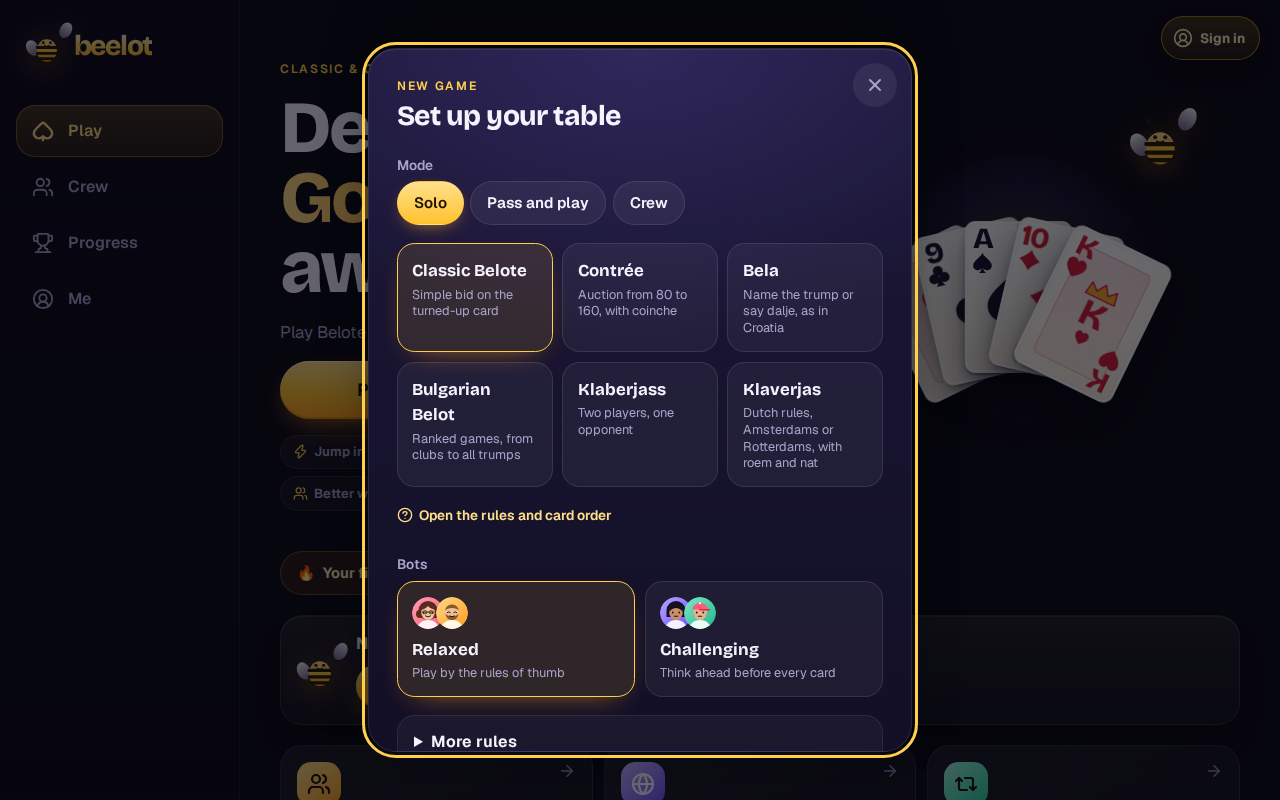 beelot
Sign in
CLASSIC &
De
Go
aw
Play
Crew
Progress
Me
Play Belote
Jump in
Better w
NEW GAME
Set up your table
Mode
Solo
Pass and play
Crew
Classic Belote
Simple bid on the
turned-up card
Contrée
Auction from 80 to
160, with coinche
Bela
Name the trump or
say dalje, as in
Croatia
Bulgarian
Belot
Ranked games, from
clubs to all trumps
Klaberjass
Two players, one
opponent
Klaverjas
Dutch rules,
Amsterdams or
Rotterdams, with
roem and nat
Open the rules and card order
Bots
Relaxed
Play by the rules of thumb
Challenging
Think ahead before every card
More rules
9
A
10
K
K
K
Your